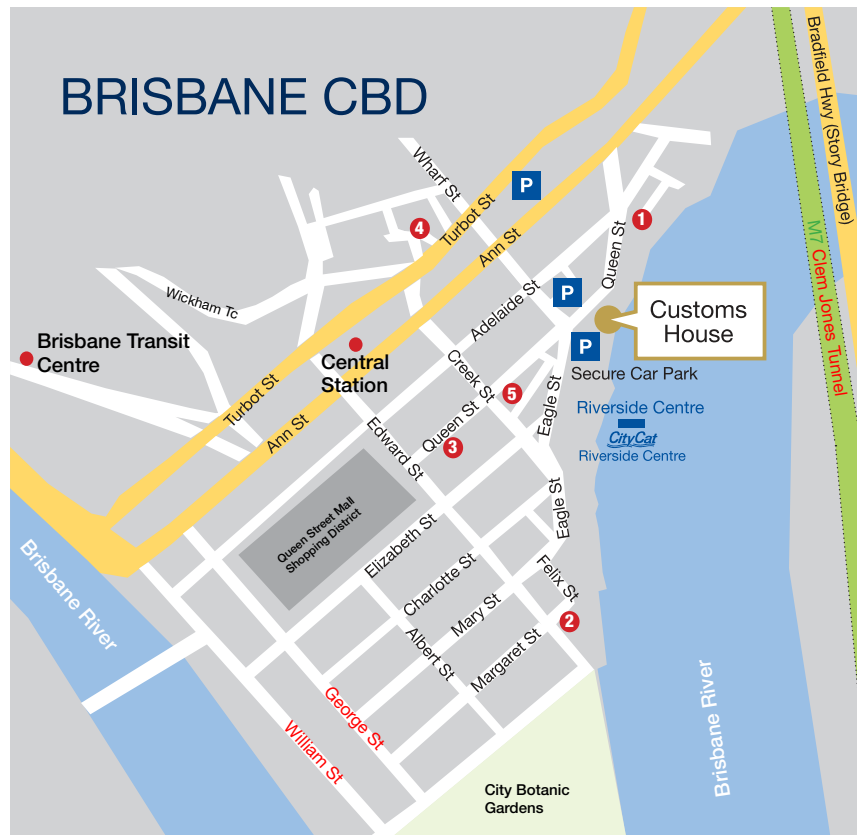 BRISBANE CBD
Bradfield Hwy (Story Bridge)
M7 Clem Jones Tunnel
Wharf St
P
Turbot St
4
Ann St
1
Queen St
Wickham Tc
Adelaide St
P
Customs
House
Brisbane Transit
Centre
Central
Station
P
Secure Car Park
Creek St
Eagle St
5
Riverside Centre
CityCat
Riverside Centre
Turbot St
Ann St
Edward St
Queen St
3
Queen Street Mall
Shopping District
Eagle St
Elizabeth St
Brisbane River
Charlotte St
Felix St
Mary St
2
Albert St
Margaret St
George St
William St
Brisbane River
City Botanic
Gardens